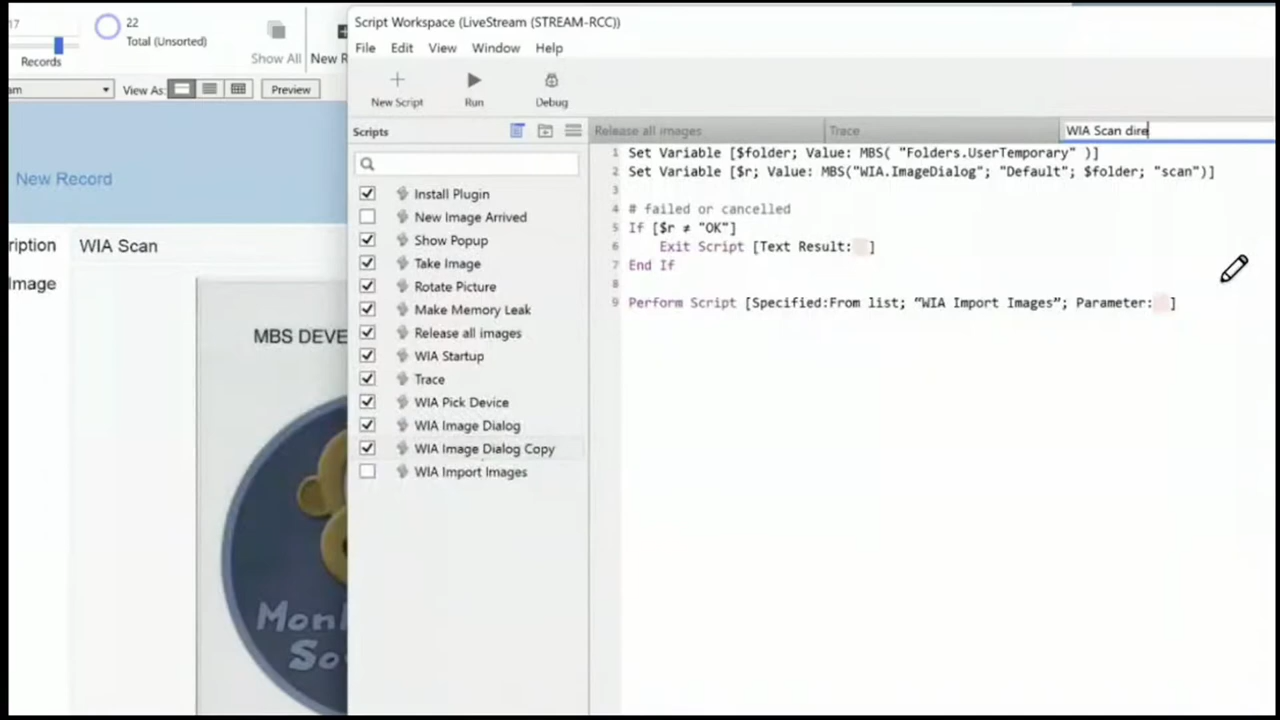 17
22
Total (Unsorted)
Records
Show All
New R
am
View As:
Preview
New Record
ription
WIA Scan
mage
MBS DEVE
Monk
So
Script Workspace (LiveStream (STREAM-RCC))
File Edit View Window Help
New Script
Run
Debug
Scripts
Install Plugin
New Image Arrived
Show Popup
Take Image
Rotate Picture
Make Memory Leak
Release all images
WIA Startup
Trace
WIA Pick Device
WIA Image Dialog
WIA Image Dialog Copy
WIA Import Images
Release all images
Trace
WIA Scan dire
1 Set Variable [$folder; Value: MBS( "Folders.UserTemporary" )]
2 Set Variable [$r; Value: MBS("WIA.ImageDialog"; "Default"; $folder; "scan")]
3
4 # failed or cancelled
5 If [$r ≠ "OK"]
6 Exit Script [Text Result: ]
7 End If
8
9 Perform Script [Specified:From list; “WIA Import Images”; Parameter: ]